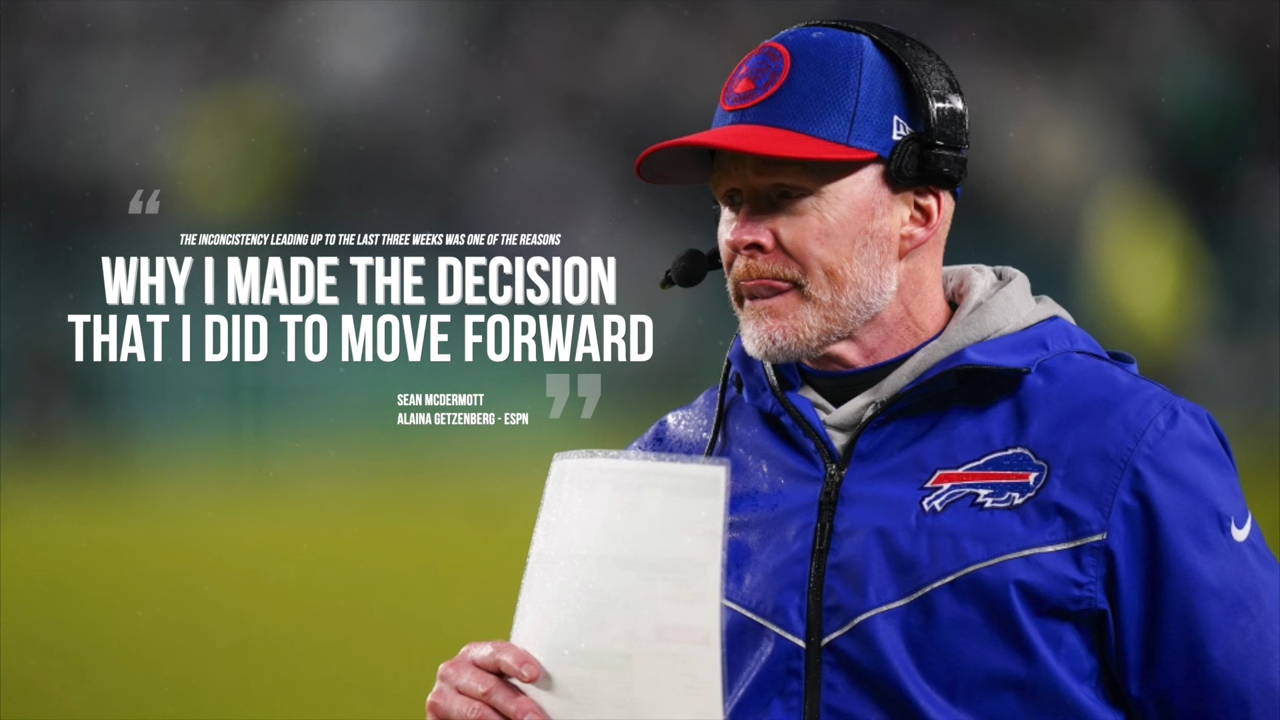 “
THE INCONCISTENCY LEADING UP TO THE LAST THREE WEEKS WAS ONE OF THE REASONS
WHY I MADE THE DECISION
THAT I DID TO MOVE FORWARD
”
SEAN MCDERMOTT
ALAINA GETZENBERG - ESPN